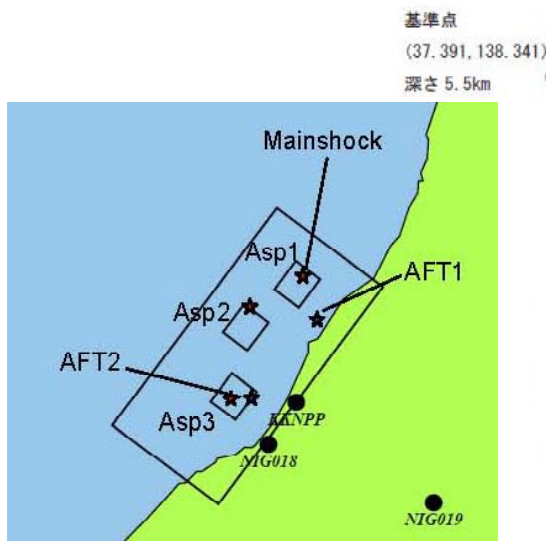 基準点
(37.391,138.341)
深さ5.5km
Mainshock
Asp1
AFT1
Asp2
AFT2
Asp3
KKNPP
NIG018
NIG019